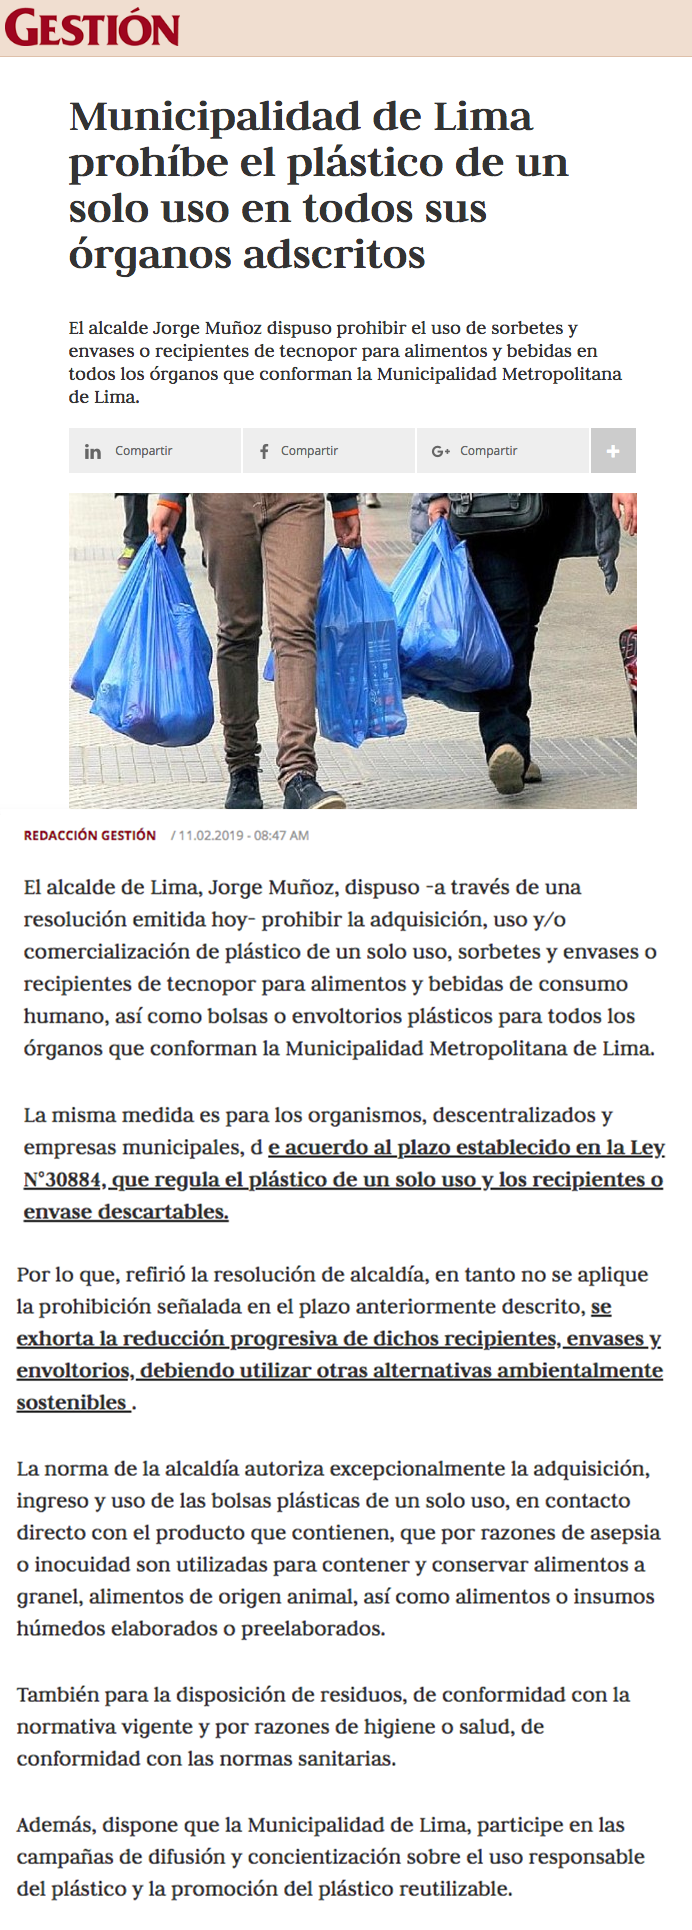 GESTIÓN
Municipalidad de Lima
prohíbe el plástico de un
solo uso en todos sus
órganos adscritos
El alcalde Jorge Muñoz dispuso prohibir el uso de sorbetes y
envases o recipientes de tecnopor para alimentos y bebidas en
todos los órganos que conforman la Municipalidad Metropolitana
de Lima.
in Compartir f Compartir G+ Compartir +
REDACCIÓN GESTIÓN / 11.02.2019 - 08:47 AM
El alcalde de Lima, Jorge Muñoz, dispuso -a través de una
resolución emitida hoy- prohibir la adquisición, uso y/o
comercialización de plástico de un solo uso, sorbetes y envases o
recipientes de tecnopor para alimentos y bebidas de consumo
humano, así como bolsas o envoltorios plásticos para todos los
órganos que conforman la Municipalidad Metropolitana de Lima.
La misma medida es para los organismos, descentralizados y
empresas municipales, d e acuerdo al plazo establecido en la Ley
N°30884, que regula el plástico de un solo uso y los recipientes o
envase descartables.
Por lo que, refirió la resolución de alcaldía, en tanto no se aplique
la prohibición señalada en el plazo anteriormente descrito, se
exhorta la reducción progresiva de dichos recipientes, envases y
envoltorios, debiendo utilizar otras alternativas ambientalmente
sostenibles .
La norma de la alcaldía autoriza excepcionalmente la adquisición,
ingreso y uso de las bolsas plásticas de un solo uso, en contacto
directo con el producto que contienen, que por razones de asepsia
o inocuidad son utilizadas para contener y conservar alimentos a
granel, alimentos de origen animal, así como alimentos o insumos
húmedos elaborados o preelaborados.
También para la disposición de residuos, de conformidad con la
normativa vigente y por razones de higiene o salud, de
conformidad con las normas sanitarias.
Además, dispone que la Municipalidad de Lima, participe en las
campañas de difusión y concientización sobre el uso responsable
del plástico y la promoción del plástico reutilizable.